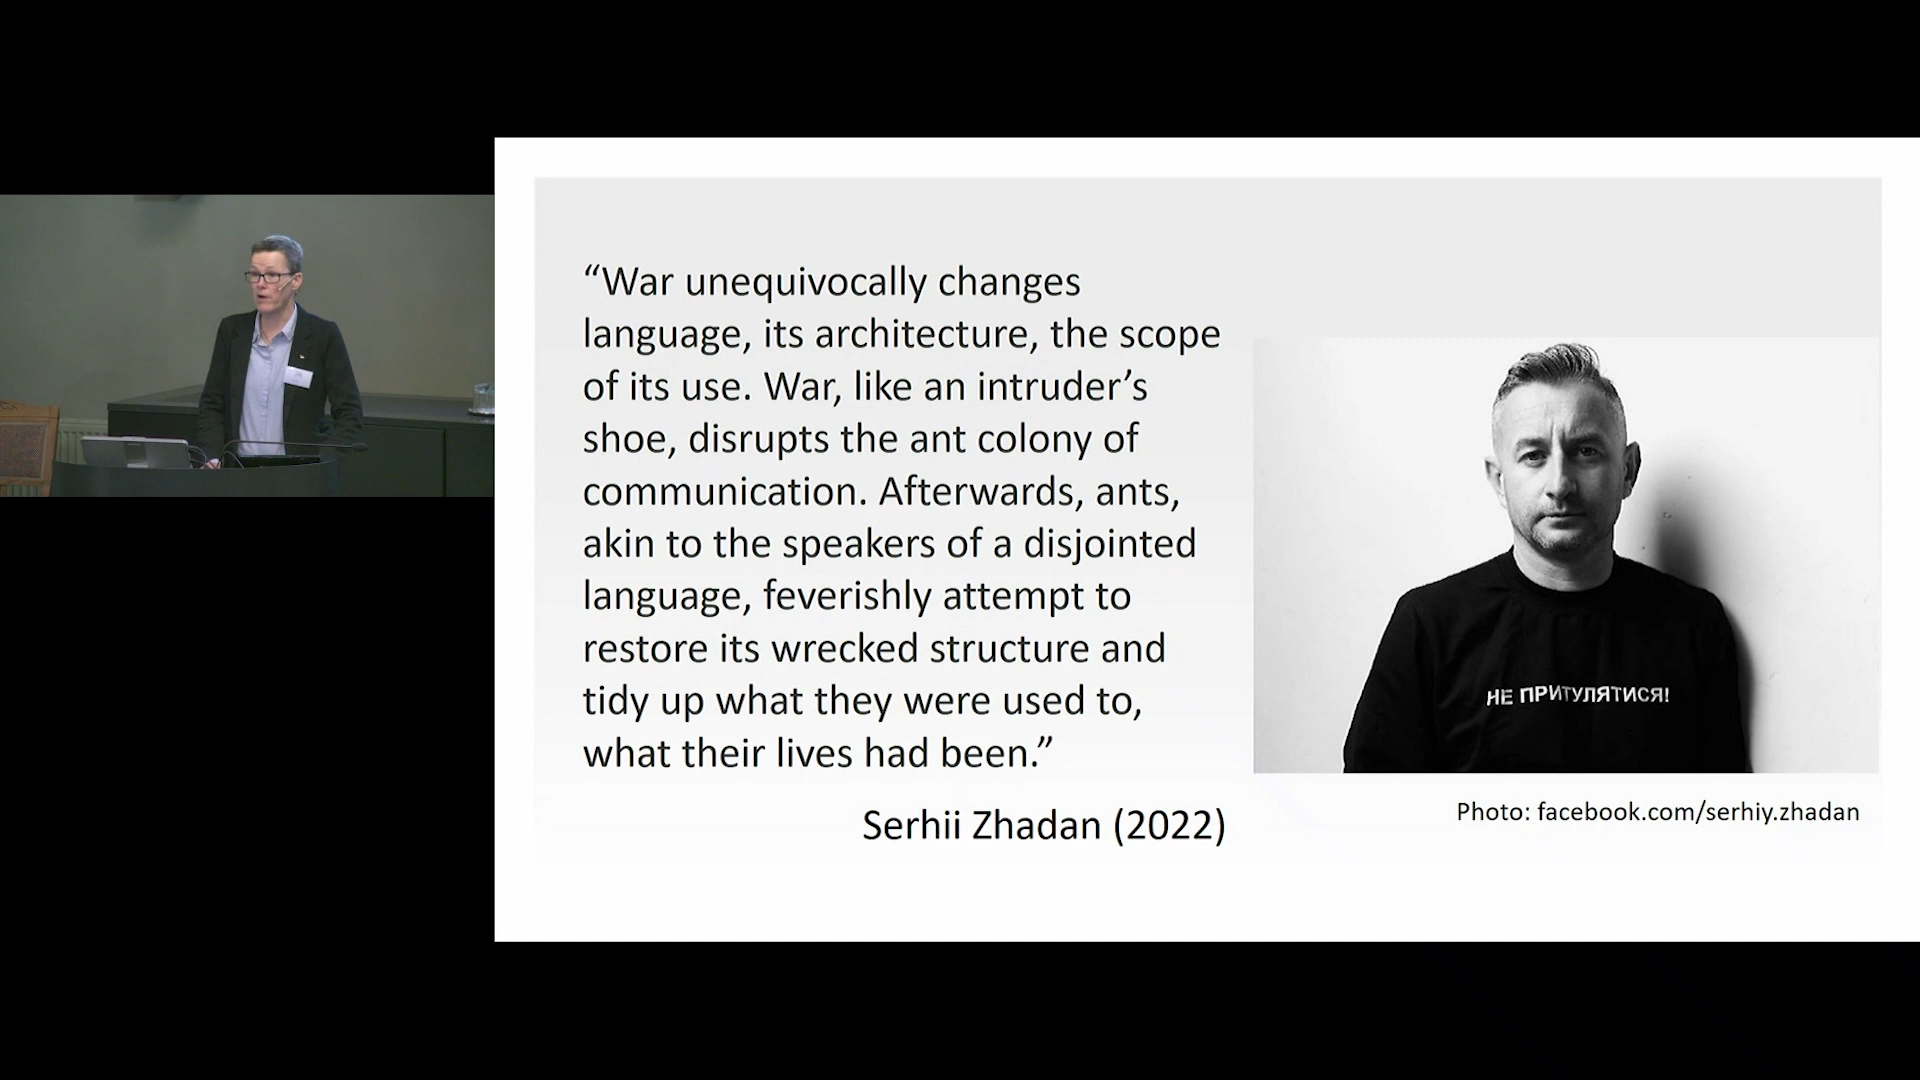 “War unequivocally changes
language, its architecture, the scope
of its use. War, like an intruder’s
shoe, disrupts the ant colony of
communication. Afterwards, ants,
akin to the speakers of a disjointed
language, feverishly attempt to
restore its wrecked structure and
tidy up what they were used to,
what their lives had been.”
Serhii Zhadan (2022)
НЕ ПРИТУЛЯТИСЯ!
Photo: facebook.com/serhiy.zhadan